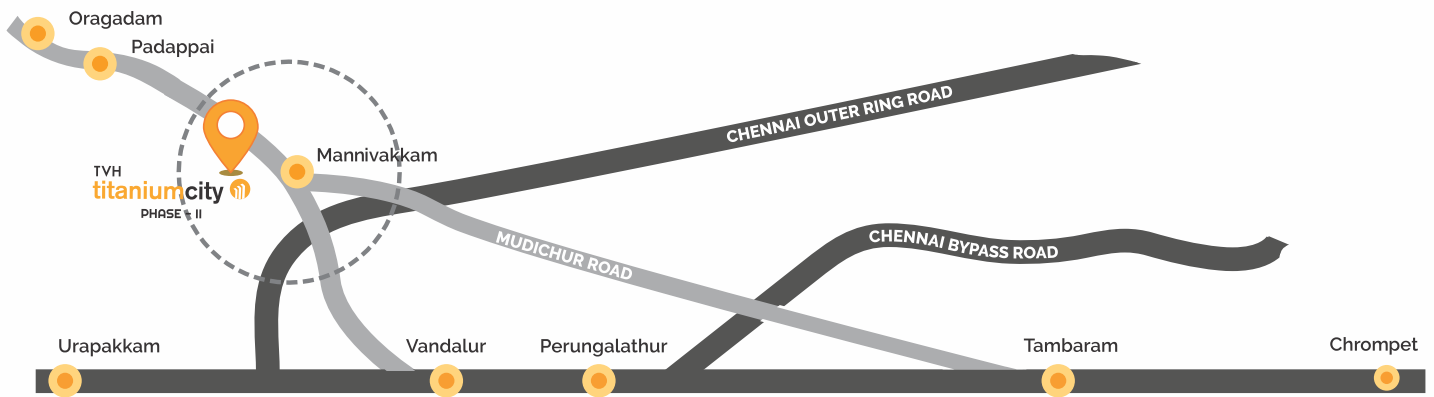 Oragadam
Padappai
CHENNAI OUTER RING ROAD
Mannivakkam
TVH
titaniumcity
PHASE - II
MUDICHUR ROAD
CHENNAI BYPASS ROAD
Urapakkam
Vandalur
Perungalathur
Tambaram
Chrompet